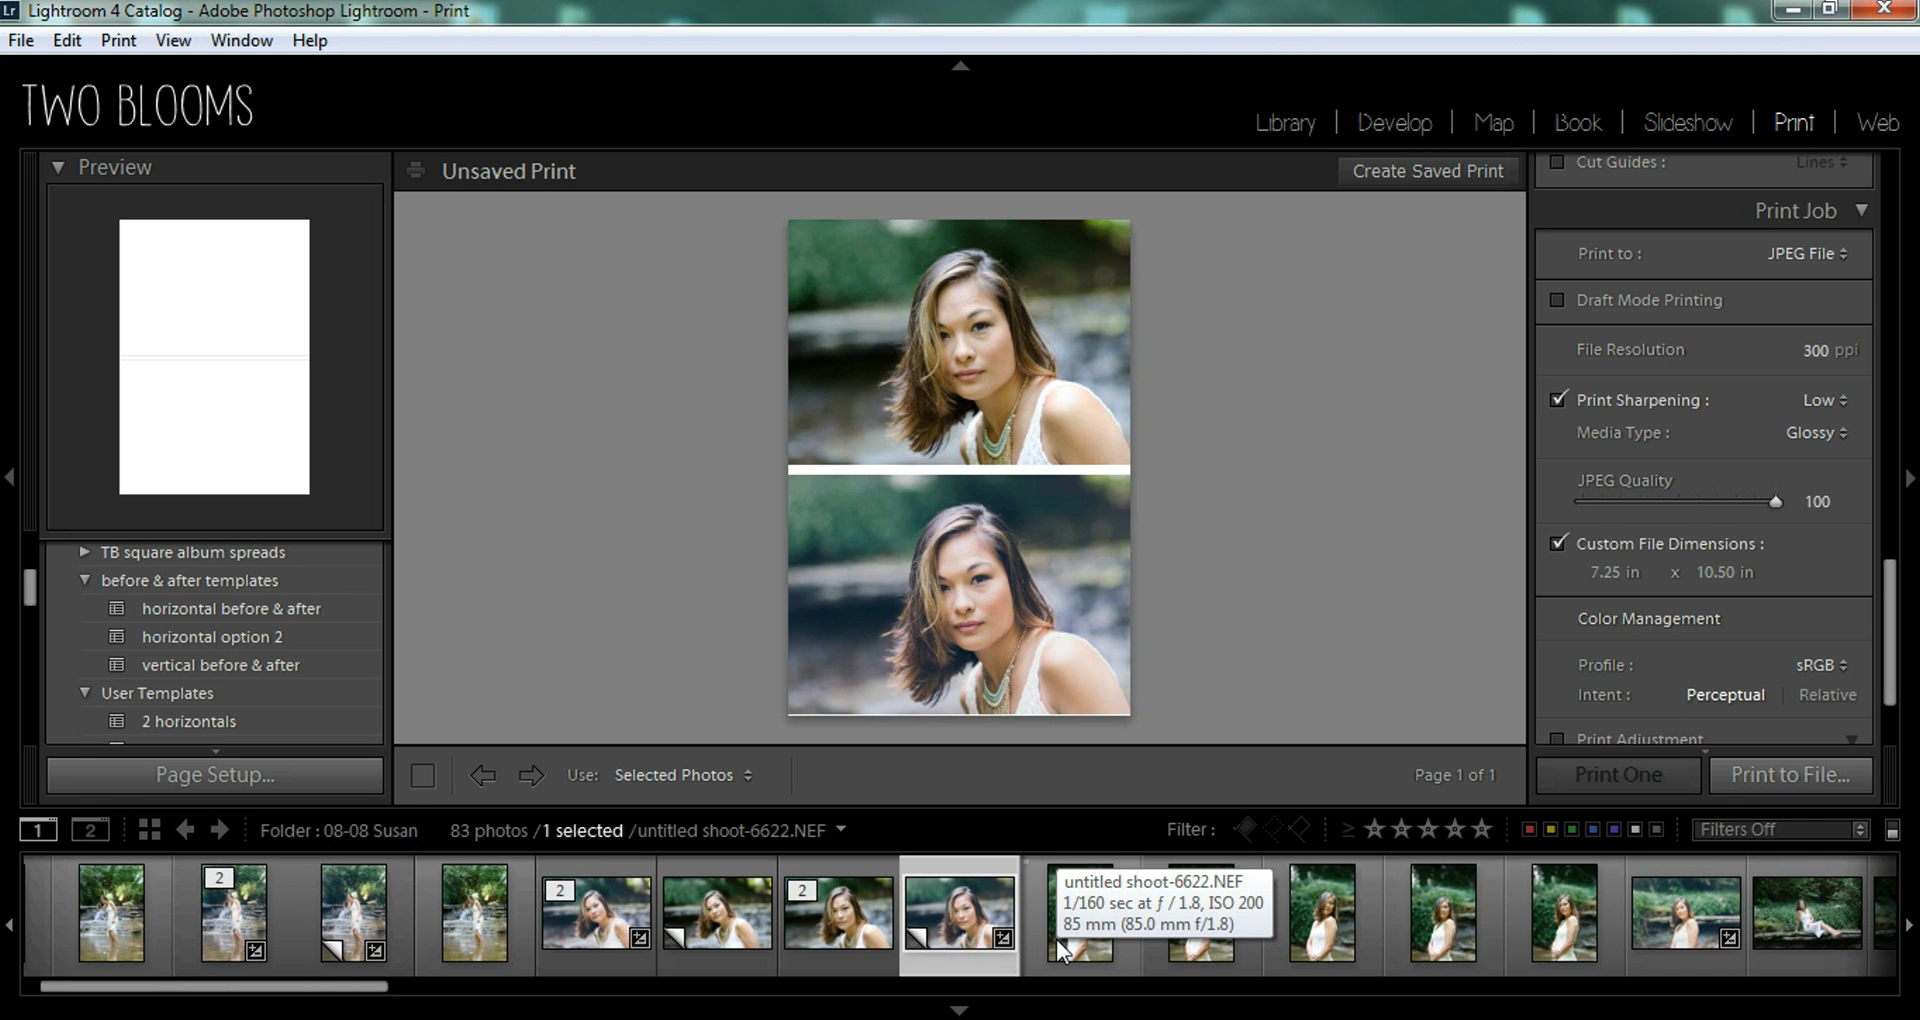 Lr Lightroom 4 Catalog - Adobe Photoshop Lightroom - Print
File Edit Print View Window Help
TWO BLOOMS
Library | Develop | Map | Book | Slideshow | Print | Web
Preview
Unsaved Print
Create Saved Print
TB square album spreads
before & after templates
horizontal before & after
horizontal option 2
vertical before & after
User Templates
2 horizontals
Page Setup...
Use: Selected Photos
Page 1 of 1
Cut Guides : Lines
Print Job
Print to : JPEG File
Draft Mode Printing
File Resolution 300 ppi
Print Sharpening : Low
Media Type : Glossy
JPEG Quality
100
Custom File Dimensions :
7.25 in x 10.50 in
Color Management
Profile : sRGB
Intent : Perceptual Relative
Print Adjustment
Print One Print to File...
1 2 Folder : 08-08 Susan 83 photos / 1 selected / untitled shoot-6622.NEF Filter : Filters Off
2 2 2
untitled shoot-6622.NEF
1/160 sec at ƒ / 1.8, ISO 200
85 mm (85.0 mm f/1.8)